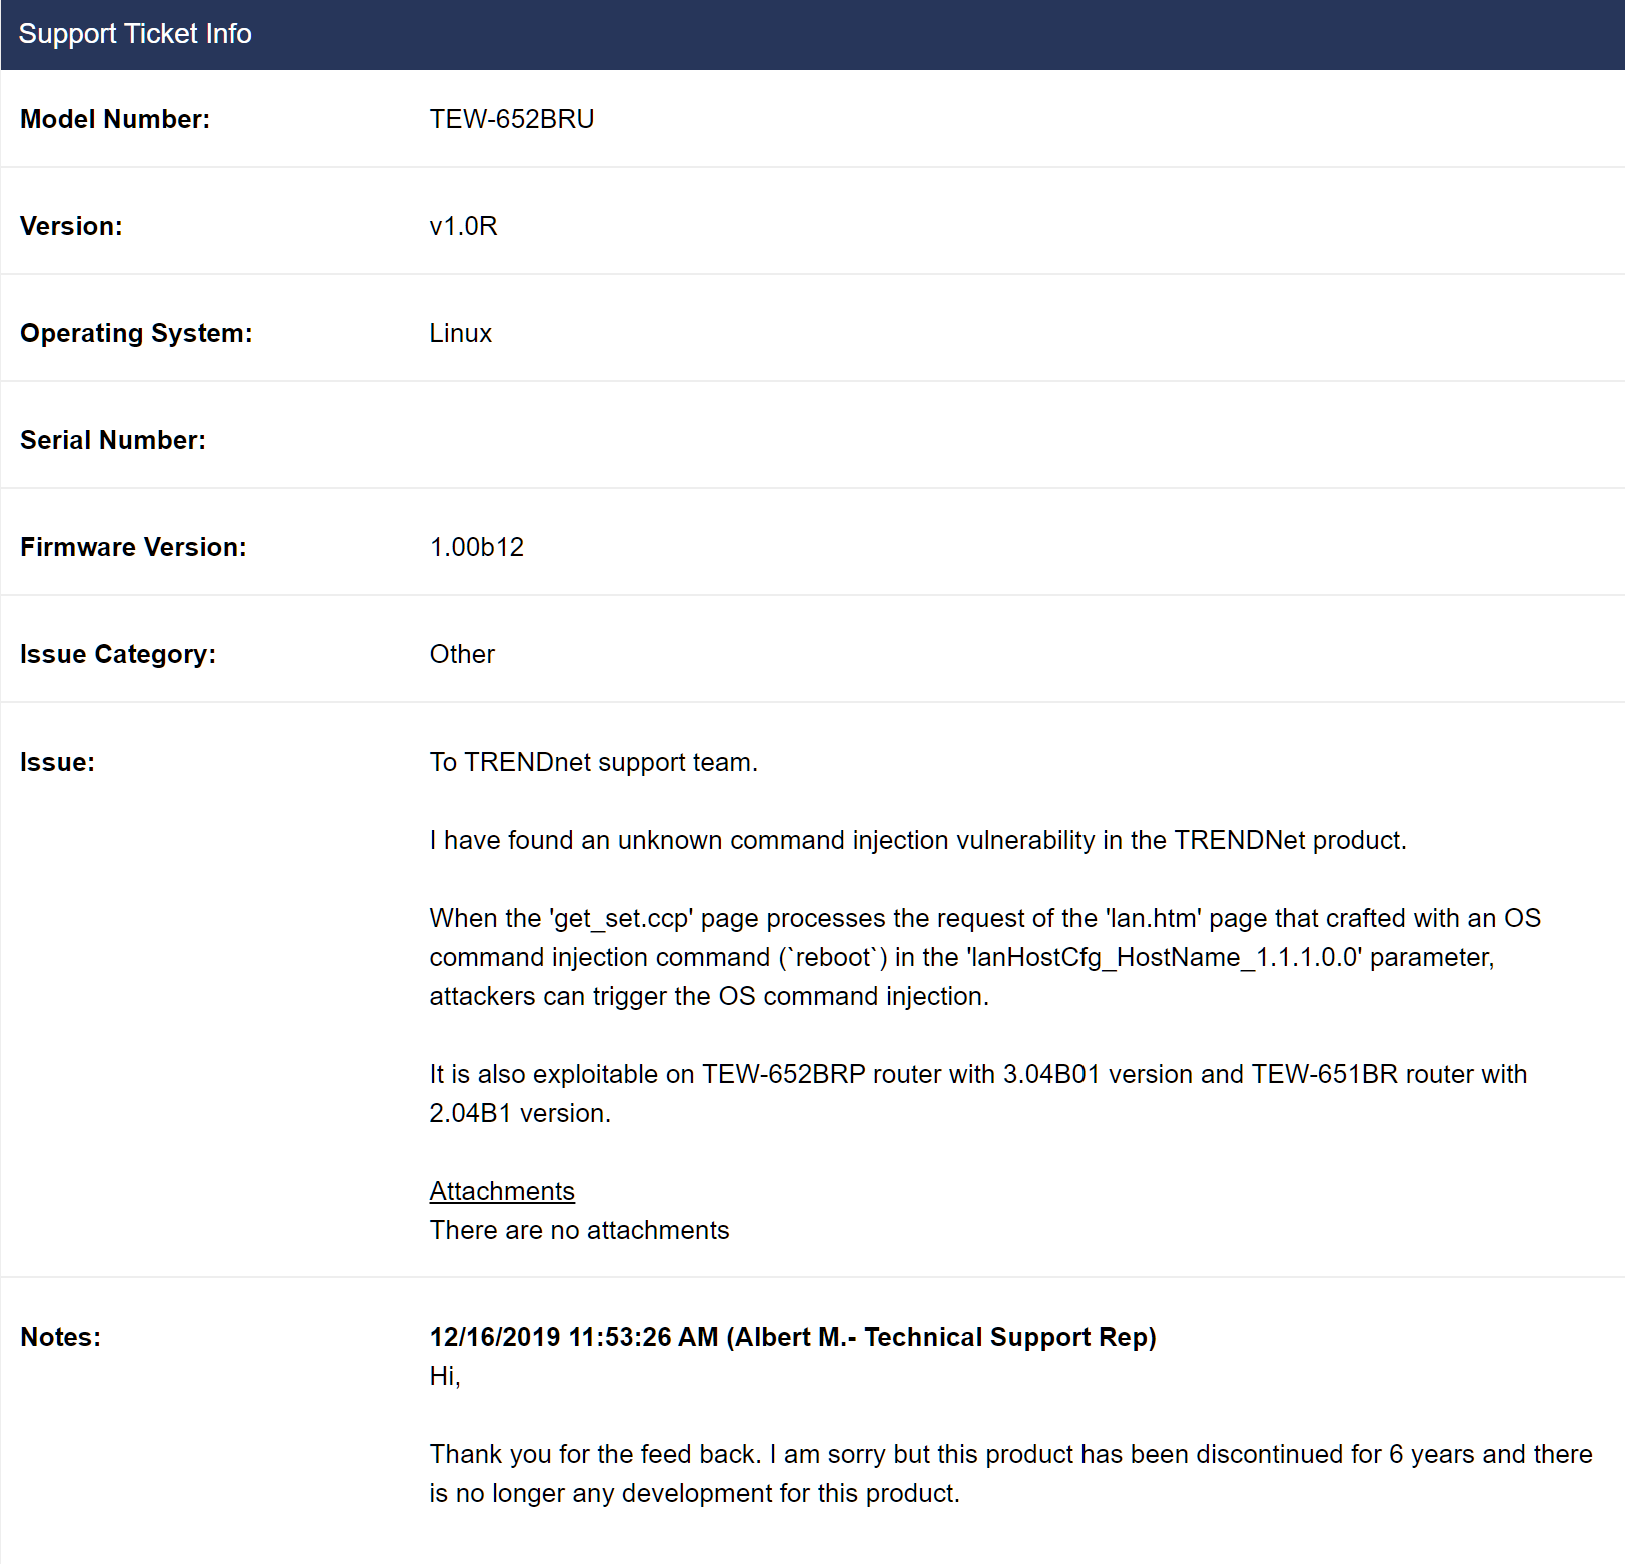 Support Ticket Info
Model Number: TEW-652BRU
Version: v1.0R
Operating System: Linux
Serial Number:
Firmware Version: 1.00b12
Issue Category: Other
Issue: To TRENDnet support team.
I have found an unknown command injection vulnerability in the TRENDNet product.
When the 'get_set.ccp' page processes the request of the 'lan.htm' page that crafted with an OS
command injection command (`reboot`) in the 'lanHostCfg_HostName_1.1.1.0.0' parameter,
attackers can trigger the OS command injection.
It is also exploitable on TEW-652BRP router with 3.04B01 version and TEW-651BR router with
2.04B1 version.
Attachments
There are no attachments
Notes: 12/16/2019 11:53:26 AM (Albert M.- Technical Support Rep)
Hi,
Thank you for the feed back. I am sorry but this product has been discontinued for 6 years and there
is no longer any development for this product.